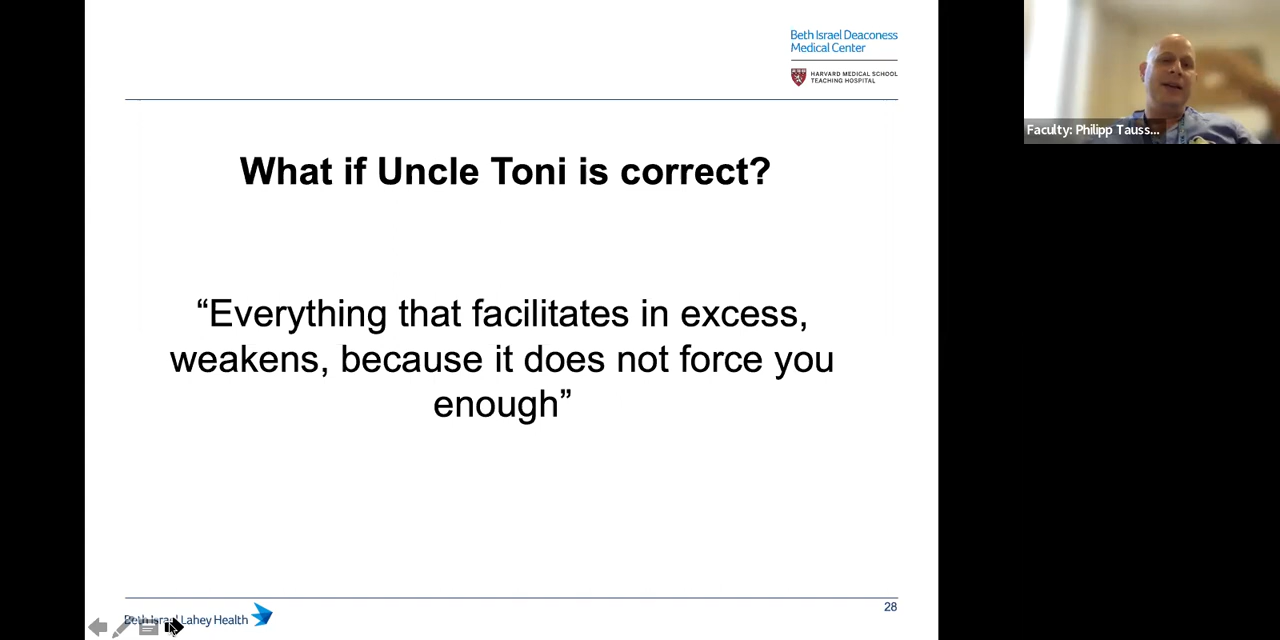 Beth Israel Deaconess
Medical Center
HARVARD MEDICAL SCHOOL
TEACHING HOSPITAL
Faculty: Philipp Tauss...
What if Uncle Toni is correct?
“Everything that facilitates in excess,
weakens, because it does not force you
enough”
Beth Israel Lahey Health
28